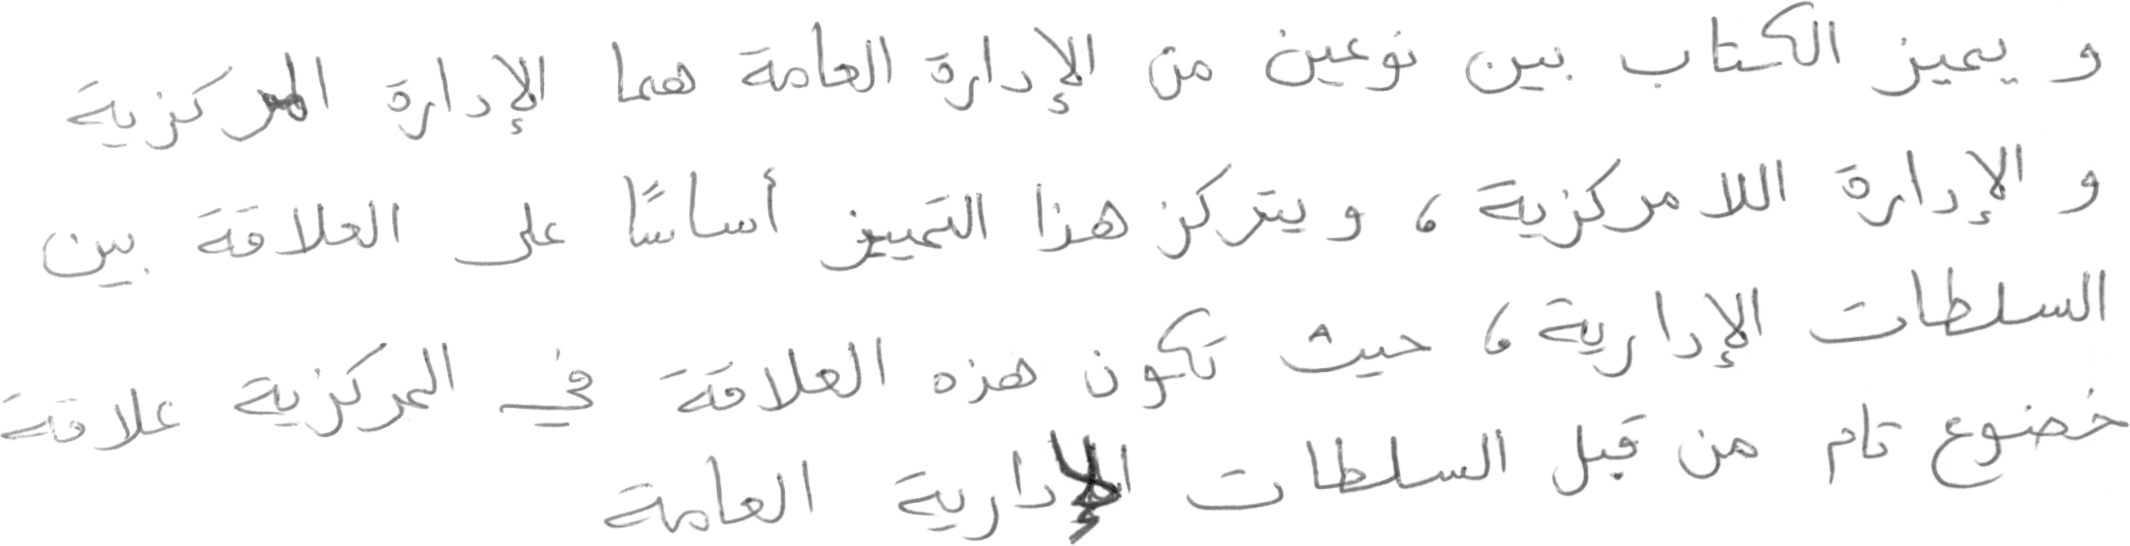 و يميز الكتاب بين نوعين من الإدارة العامة هما الإدارة المركزية
و الإدارة اللامركزية ، ويتركز هذا التمييز أساسًا على العلاقة بين
السلطات الإدارية ، حيث تكون هذه العلاقة في المركزية علاقة
خضوع تام من قبل السلطات الإدارية العامة